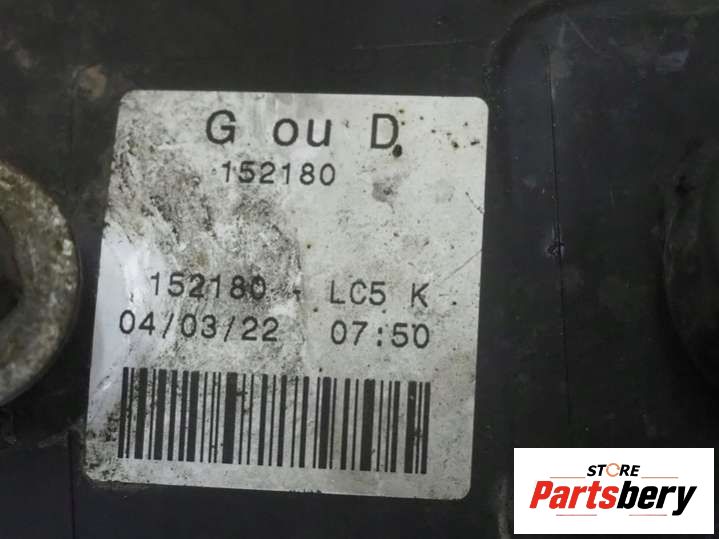 G ou D
152180
152180 - LC5 K
04/03/22 07:50
STORE
Partsbery